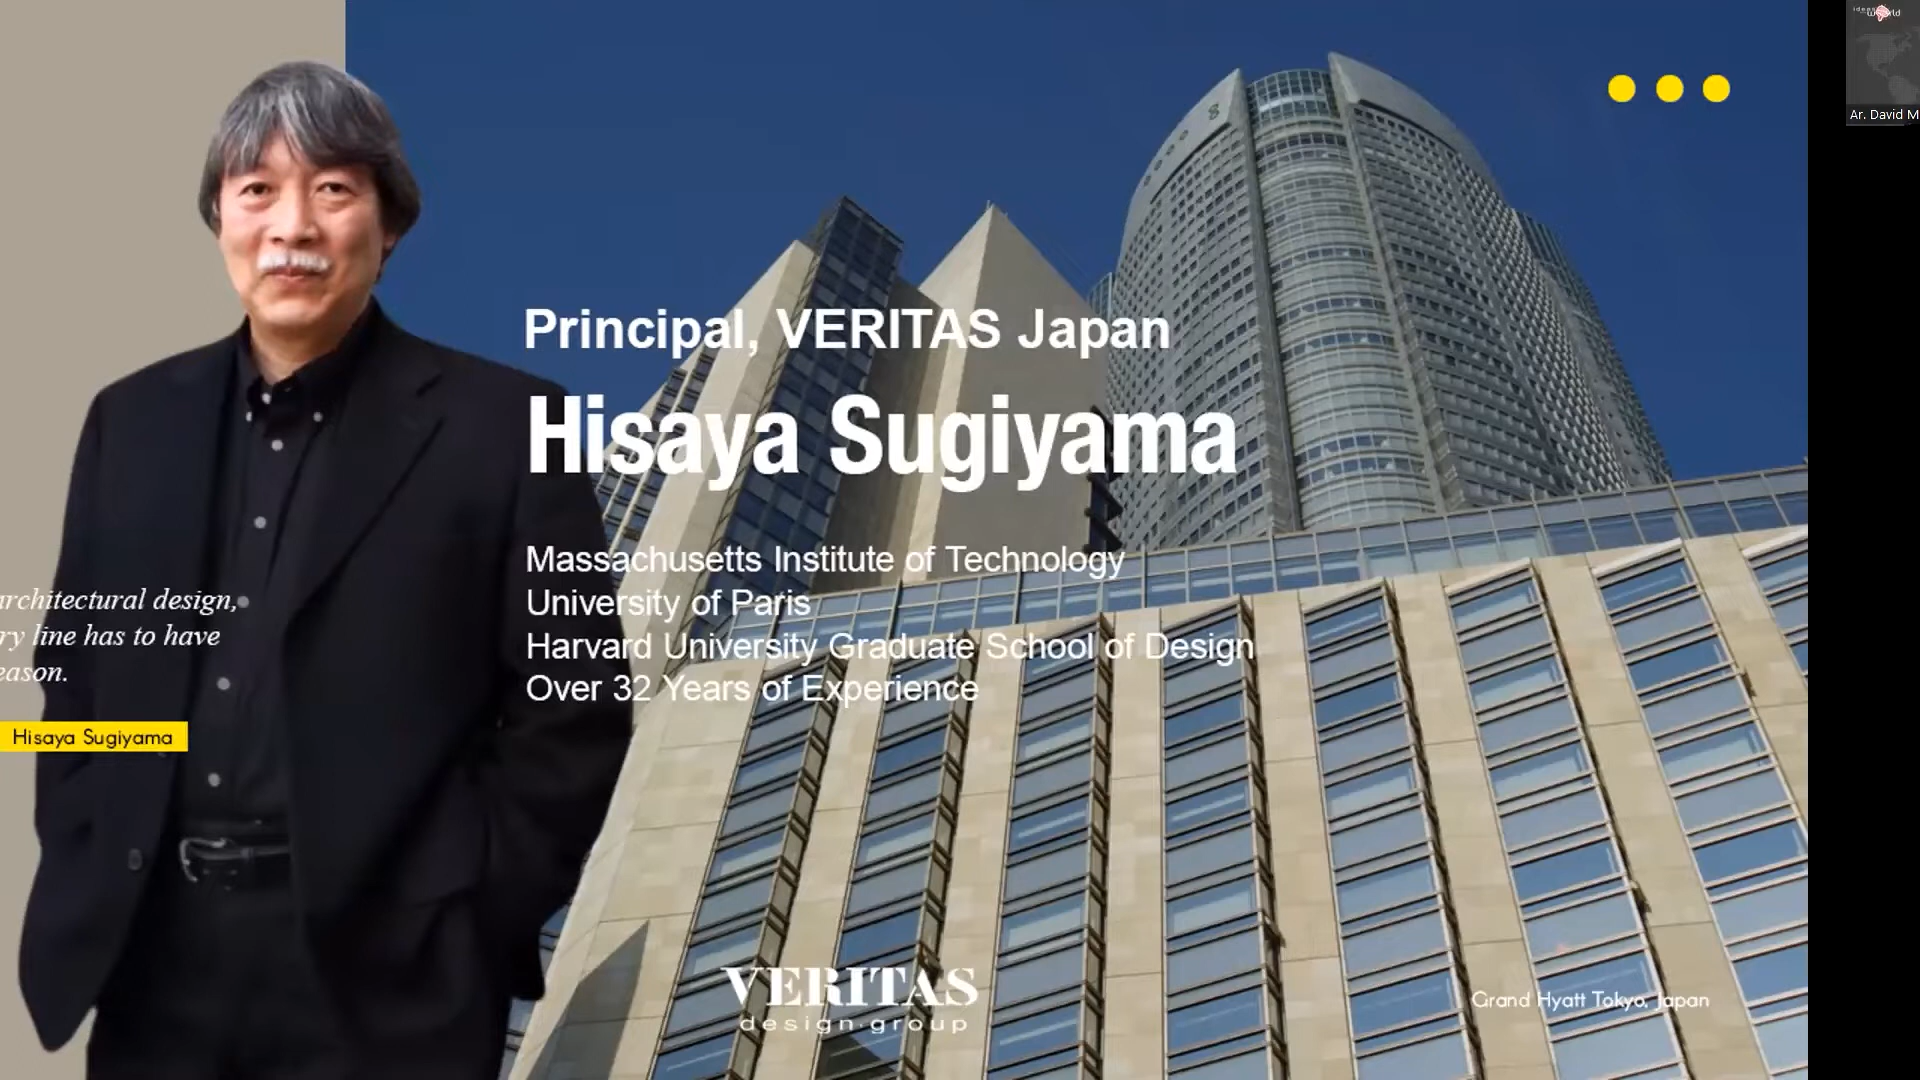 Principal, VERITAS Japan
Hisaya Sugiyama
Massachusetts Institute of Technology
University of Paris
Harvard University Graduate School of Design
Over 32 Years of Experience
architectural design,
line has to have
Hisaya Sugiyama
VERITAS
design·group
Grand Hyatt Tokyo, Japan
Ar. David M